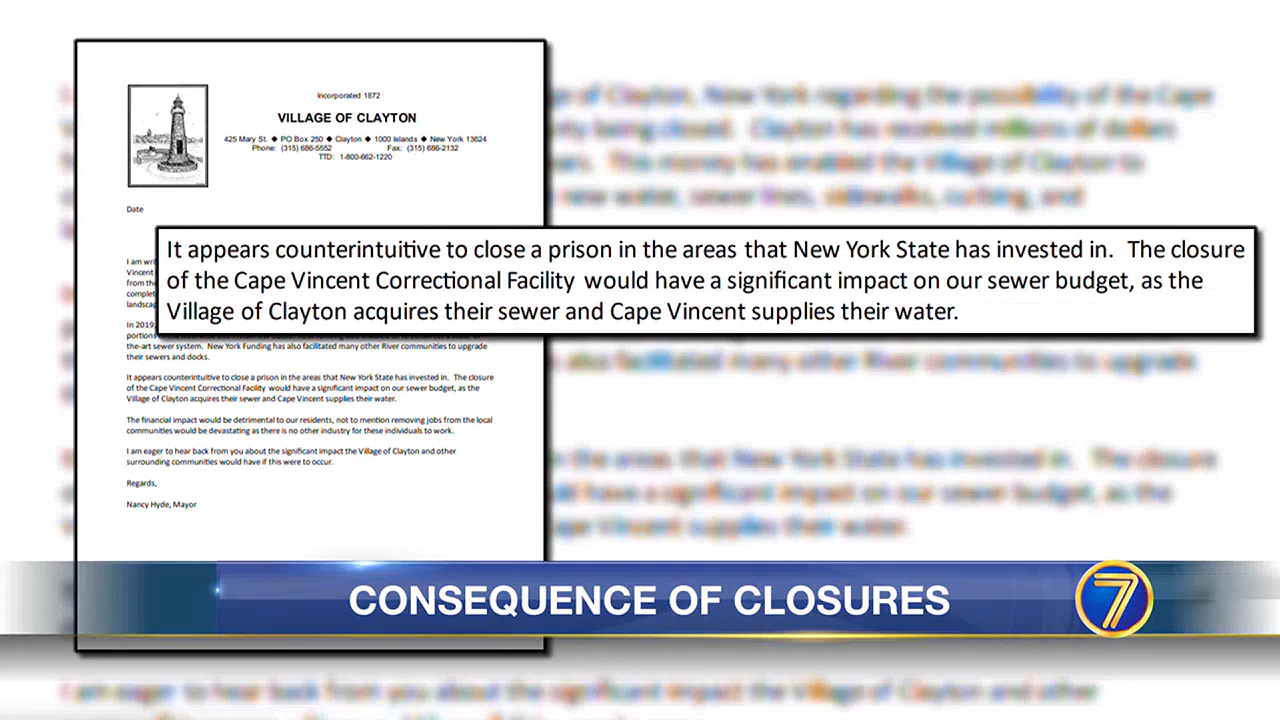 Incorporated 1872
VILLAGE OF CLAYTON
425 Mary St. ◆ PO Box 250 ◆ Clayton ◆ 1000 Islands ◆ New York 13624
Phone: (315) 686-5552 Fax: (315) 686-2132
TTD: 1-800-662-1220
Date
It appears counterintuitive to close a prison in the areas that New York State has invested in. The closure
of the Cape Vincent Correctional Facility would have a significant impact on our sewer budget, as the
Village of Clayton acquires their sewer and Cape Vincent supplies their water.
I am
Vincent
from the
In 2019,
the-art sewer system. New York Funding has also facilitated many other River communities to upgrade
their sewers and docks.
It appears counterintuitive to close a prison in the areas that New York State has invested in. The closure
of the Cape Vincent Correctional Facility would have a significant impact on our sewer budget, as the
Village of Clayton acquires their sewer and Cape Vincent supplies their water.
The financial impact would be detrimental to our residents, not to mention removing jobs from the local
communities would be devastating as there is no other industry for these individuals to work.
I am eager to hear back from you about the significant impact the Village of Clayton and other
surrounding communities would have if this were to occur.
Regards,
Nancy Hyde, Mayor
CONSEQUENCE OF CLOSURES
7